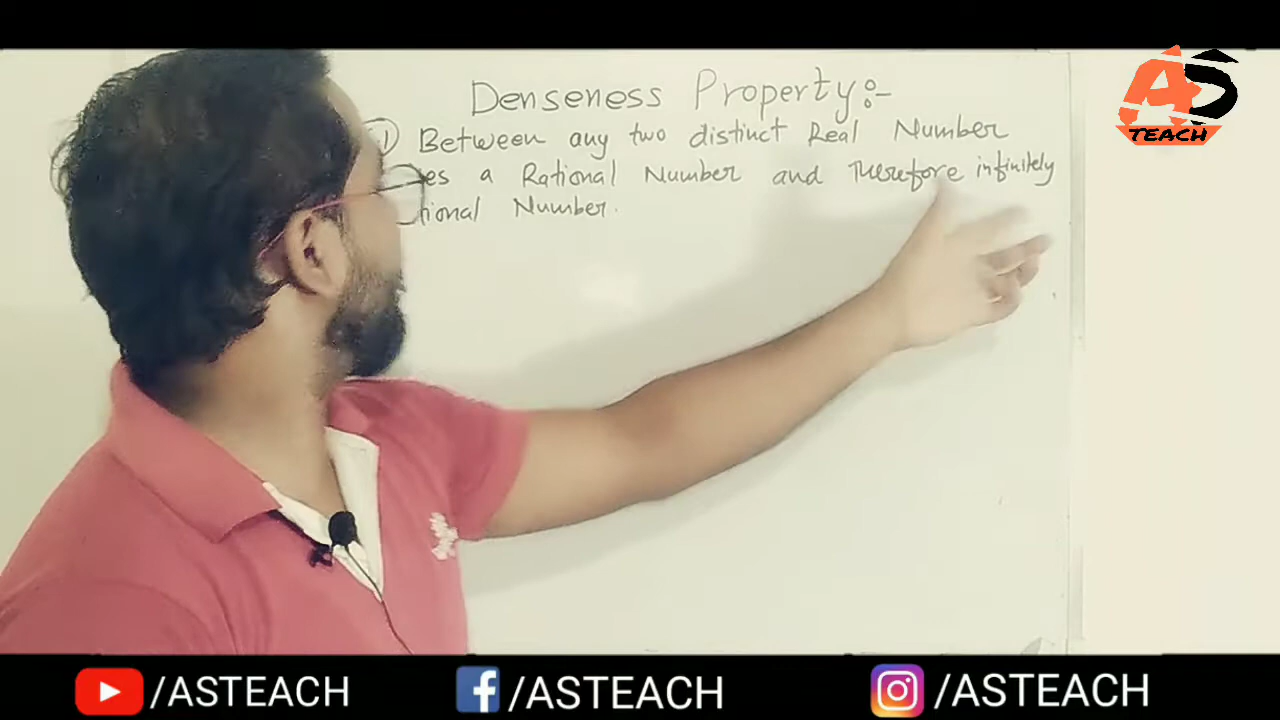 Denseness Property:-
1) Between any two distinct Real Number
es a Rational Number and Therefore infinitely
tional Number.
AS
TEACH
/ASTEACH
/ASTEACH
/ASTEACH